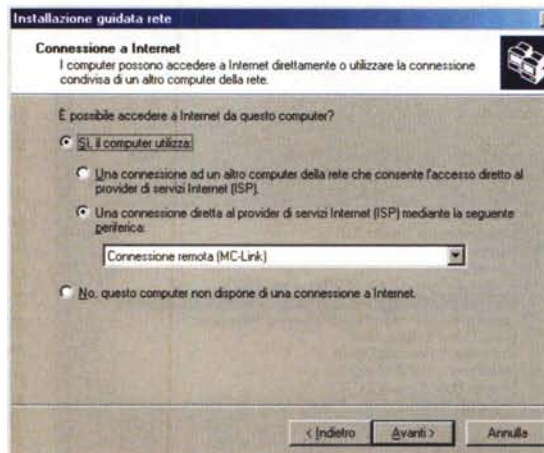 Installazione guidata rete
Connessione a Internet
I computer possono accedere a Internet direttamente o utilizzare la connessione
condivisa di un altro computer della rete.
È possibile accedere a Internet da questo computer?
Sì, il computer utilizza:
Una connessione ad un altro computer della rete che consente l'accesso diretto al
provider di servizi Internet (ISP).
Una connessione diretta al provider di servizi Internet (ISP) mediante la seguente
periferica:
Connessione remota (MC-Link)
No, questo computer non dispone di una connessione a Internet.
< Indietro
Avanti >
Annulla